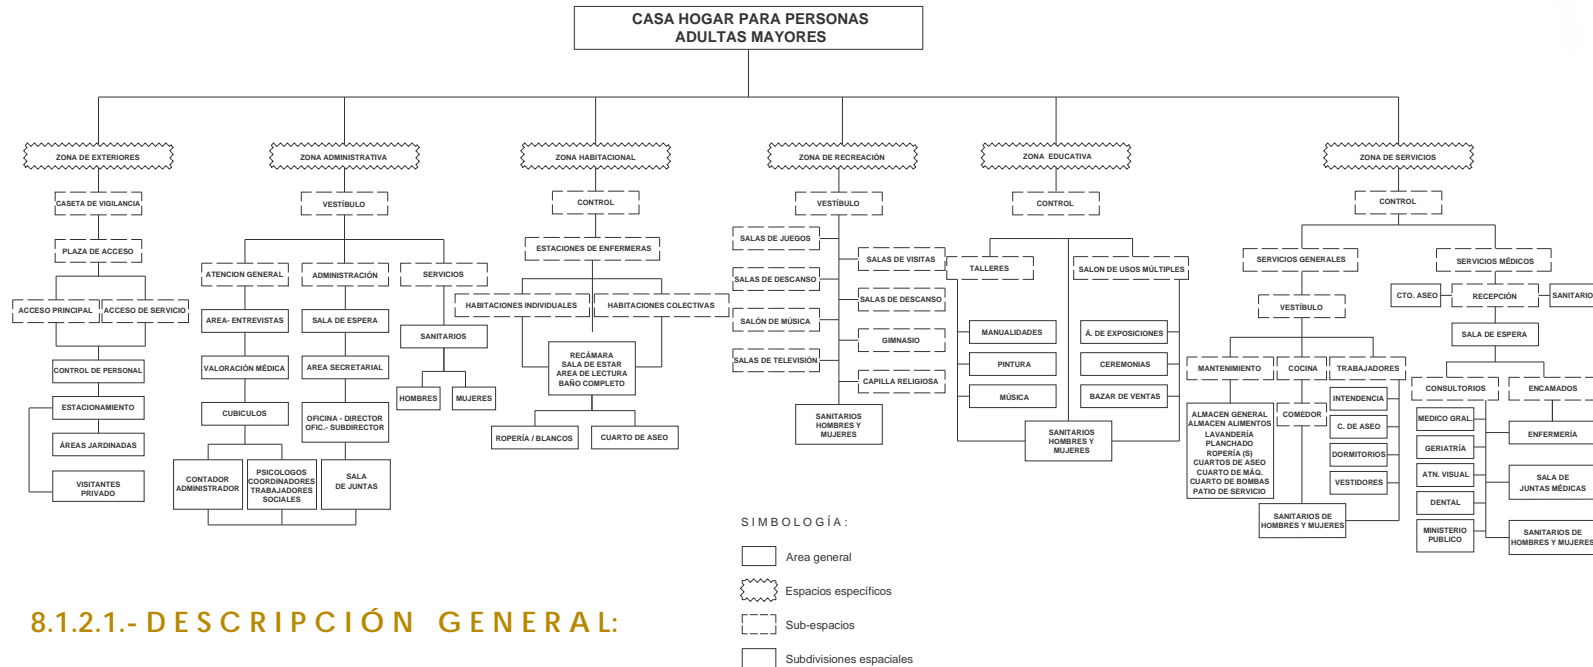 CASA HOGAR PARA PERSONAS
ADULTAS MAYORES
ZONA DE EXTERIORES
CASETA DE VIGILANCIA
PLAZA DE ACCESO
ACCESO PRINCIPAL
ACCESO DE SERVICIO
CONTROL DE PERSONAL
ESTACIONAMIENTO
ÁREAS JARDINADAS
VISITANTES
PRIVADO
ZONA ADMINISTRATIVA
VESTÍBULO
ATENCION GENERAL
AREA- ENTREVISTAS
VALORACIÓN MÉDICA
CUBICULOS
CONTADOR
ADMINISTRADOR
PSICOLOGOS
COORDINADORES
TRABAJADORES
SOCIALES
ADMINISTRACIÓN
SALA DE ESPERA
AREA SECRETARIAL
OFICINA - DIRECTOR
OFIC.- SUBDIRECTOR
SALA
DE JUNTAS
SERVICIOS
SANITARIOS
HOMBRES
MUJERES
ZONA HABITACIONAL
CONTROL
ESTACIONES DE ENFERMERAS
HABITACIONES INDIVIDUALES
HABITACIONES COLECTIVAS
RECÁMARA
SALA DE ESTAR
AREA DE LECTURA
BAÑO COMPLETO
ROPERÍA / BLANCOS
CUARTO DE ASEO
ZONA DE RECREACIÓN
VESTÍBULO
SALAS DE JUEGOS
SALAS DE VISITAS
SALAS DE DESCANSO
SALAS DE DESCANSO
SALÓN DE MÚSICA
GIMNASIO
SALAS DE TELEVISIÓN
CAPILLA RELIGIOSA
SANITARIOS
HOMBRES Y
MUJERES
ZONA EDUCATIVA
CONTROL
TALLERES
MANUALIDADES
PINTURA
MÚSICA
SALON DE USOS MÚLTIPLES
Á. DE EXPOSICIONES
CEREMONIAS
BAZAR DE VENTAS
SANITARIOS
HOMBRES Y
MUJERES
ZONA DE SERVICIOS
CONTROL
SERVICIOS GENERALES
VESTÍBULO
MANTENIMIENTO
ALMACEN GENERAL
ALMACEN ALIMENTOS
LAVANDERÍA
PLANCHADO
ROPERÍA (S)
CUARTOS DE ASEO
CUARTO DE MÁQ.
CUARTO DE BOMBAS
PATIO DE SERVICIO
COCINA
COMEDOR
TRABAJADORES
INTENDENCIA
C. DE ASEO
DORMITORIOS
VESTIDORES
SANITARIOS DE
HOMBRES Y MUJERES
SERVICIOS MÉDICOS
CTO. ASEO
RECEPCIÓN
SANITARIO
SALA DE ESPERA
CONSULTORIOS
MEDICO GRAL.
GERIATRÍA
ATN. VISUAL
DENTAL
MINISTERIO
PUBLICO
ENCAMADOS
ENFERMERÍA
SALA DE
JUNTAS MÉDICAS
SANITARIOS DE
HOMBRES Y MUJERES
SIMBOLOGÍA:
Area general
Espacios específicos
Sub-espacios
Subdivisiones espaciales
8.1.2.1.- DESCRIPCIÓN GENERAL: